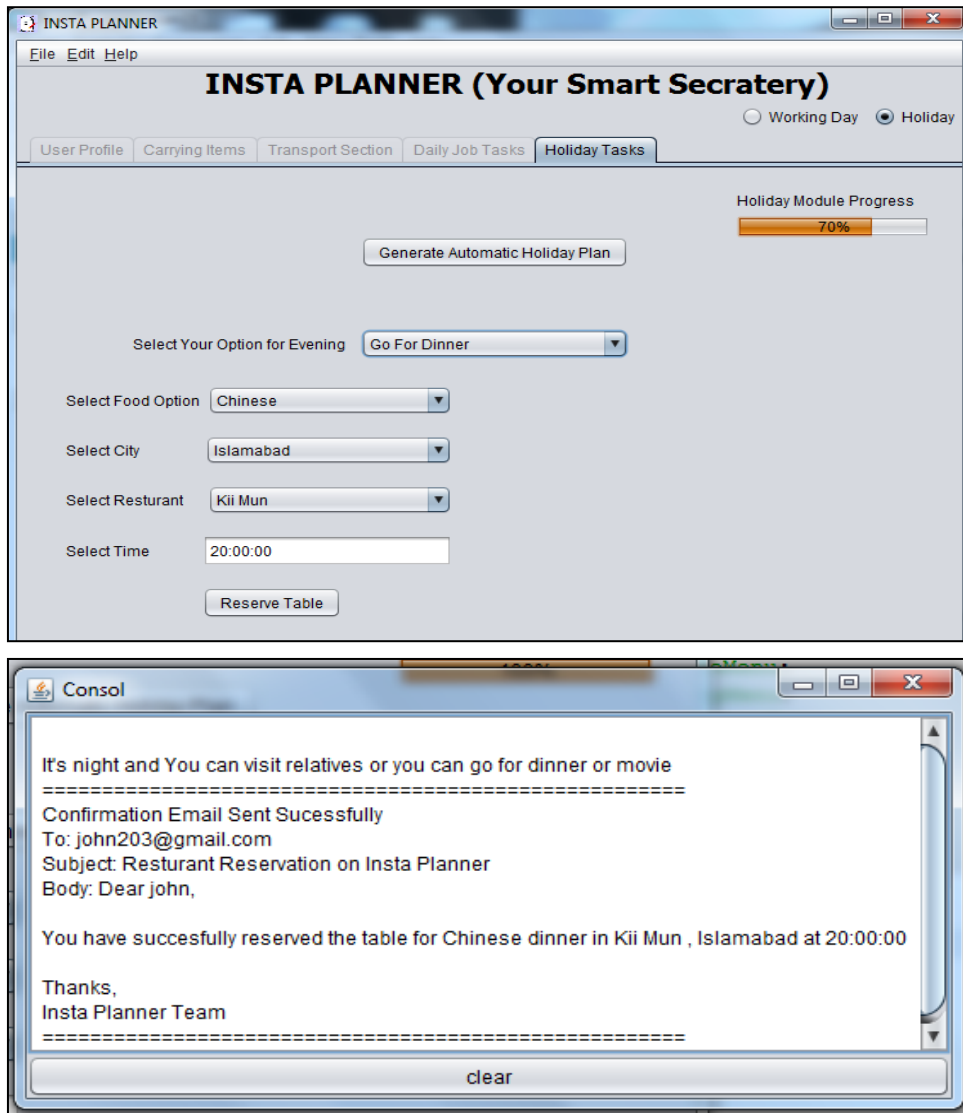 INSTA PLANNER
File Edit Help
INSTA PLANNER (Your Smart Secratery)
Working Day Holiday
User Profile Carrying Items Transport Section Daily Job Tasks Holiday Tasks
Holiday Module Progress
70%
Generate Automatic Holiday Plan
Select Your Option for Evening Go For Dinner
Select Food Option Chinese
Select City Islamabad
Select Resturant Kii Mun
Select Time 20:00:00
Reserve Table
Consol
It's night and You can visit relatives or you can go for dinner or movie
======================================================
Confirmation Email Sent Sucessfully
To: john203@gmail.com
Subject: Resturant Reservation on Insta Planner
Body: Dear john,
You have succesfully reserved the table for Chinese dinner in Kii Mun , Islamabad at 20:00:00
Thanks,
Insta Planner Team
======================================================
clear